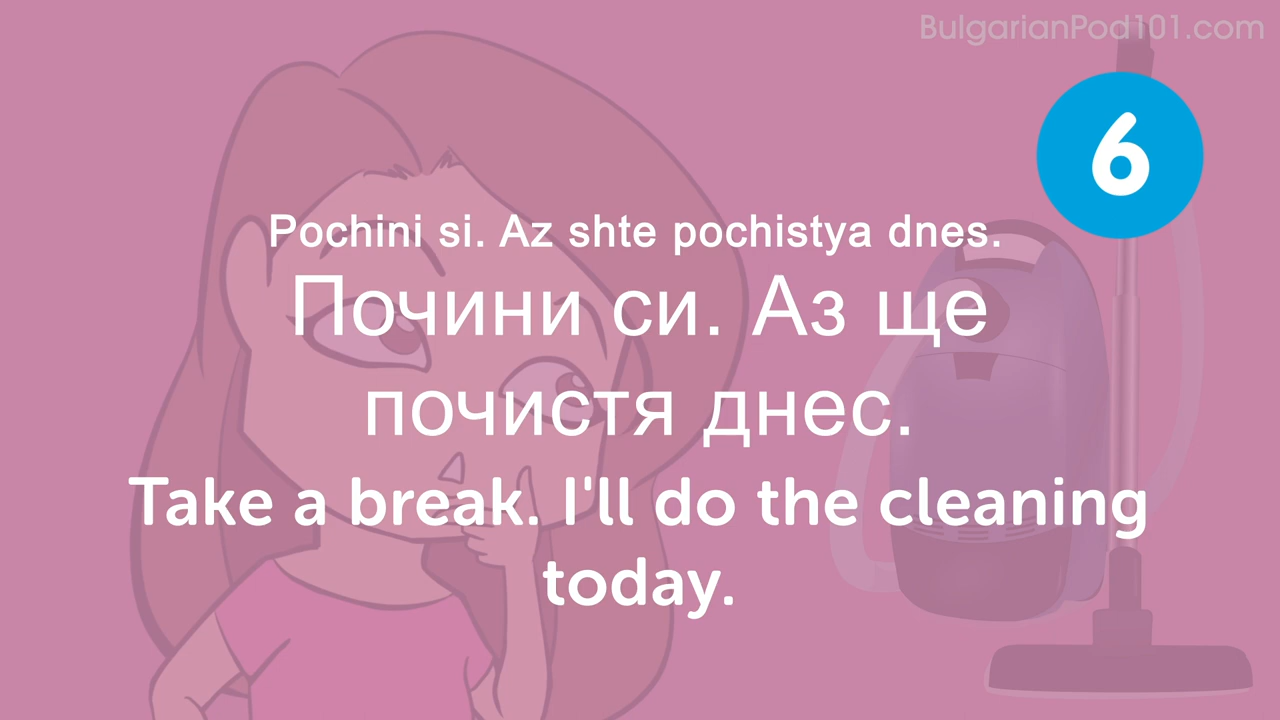 BulgarianPod101.com
6
Pochini si. Az shte pochistya dnes.
Почини си. Аз ще
почистя днес.
Take a break. I'll do the cleaning
today.